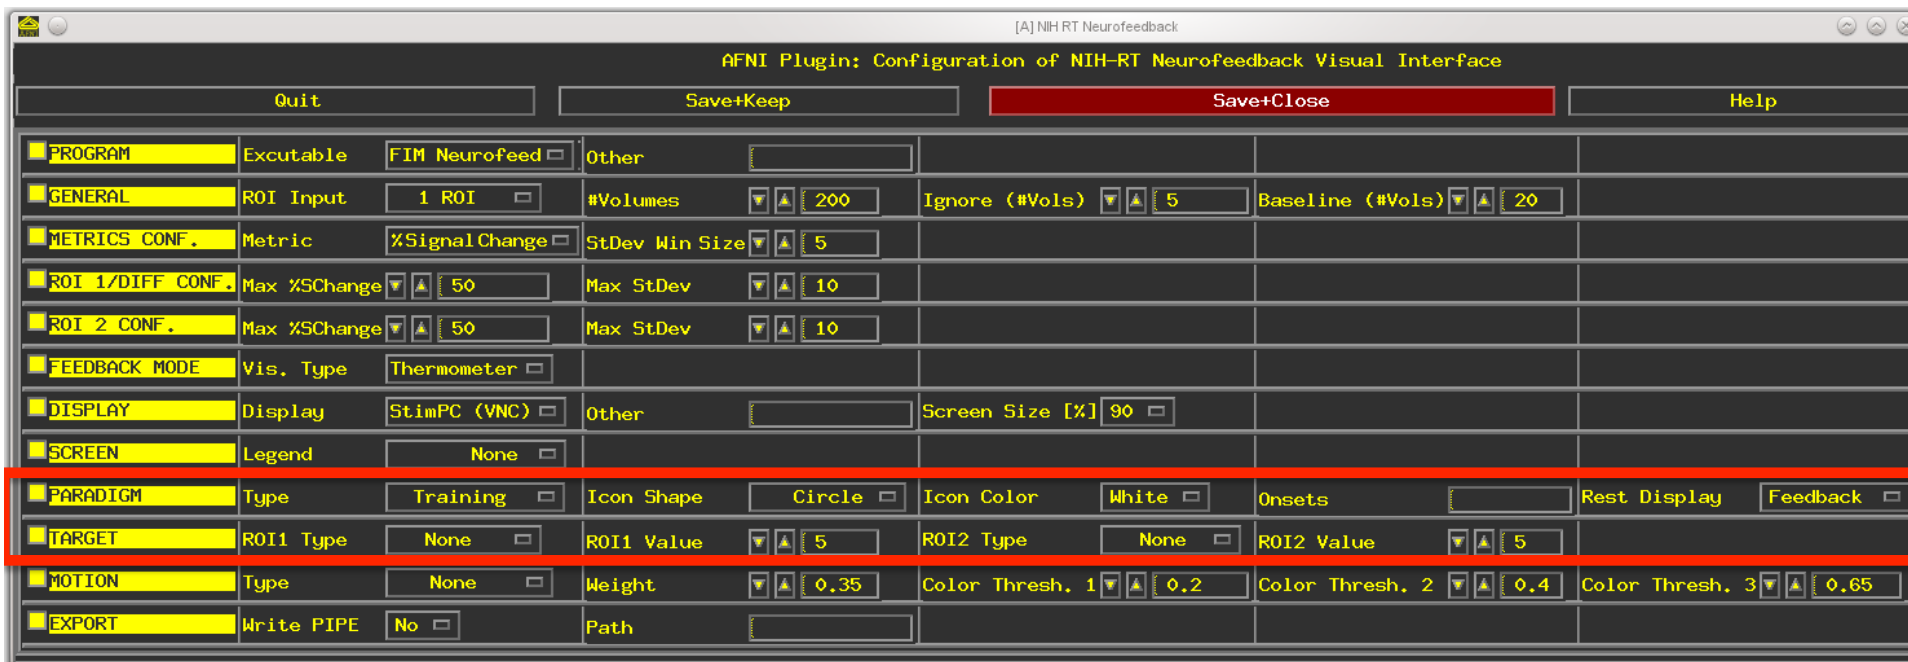 [A] NIH RT Neurofeedback
AFNI Plugin: Configuration of NIH-RT Neurofeedback Visual Interface
Quit Save+Keep Save+Close Help
PROGRAM Excutable FIM Neurofeed Other
GENERAL ROI Input 1 ROI #Volumes 200 Ignore (#Vols) 5 Baseline (#Vols) 20
METRICS CONF. Metric %SignalChange StDev Win Size 5
ROI 1/DIFF CONF. Max %SChange 50 Max StDev 10
ROI 2 CONF. Max %SChange 50 Max StDev 10
FEEDBACK MODE Vis. Type Thermometer
DISPLAY Display StimPC (VNC) Other Screen Size [%] 90
SCREEN Legend None
PARADIGM Type Training Icon Shape Circle Icon Color White Onsets Rest Display Feedback
TARGET ROI1 Type None ROI1 Value 5 ROI2 Type None ROI2 Value 5
MOTION Type None Weight 0.35 Color Thresh. 1 0.2 Color Thresh. 2 0.4 Color Thresh. 3 0.65
EXPORT Write PIPE No Path